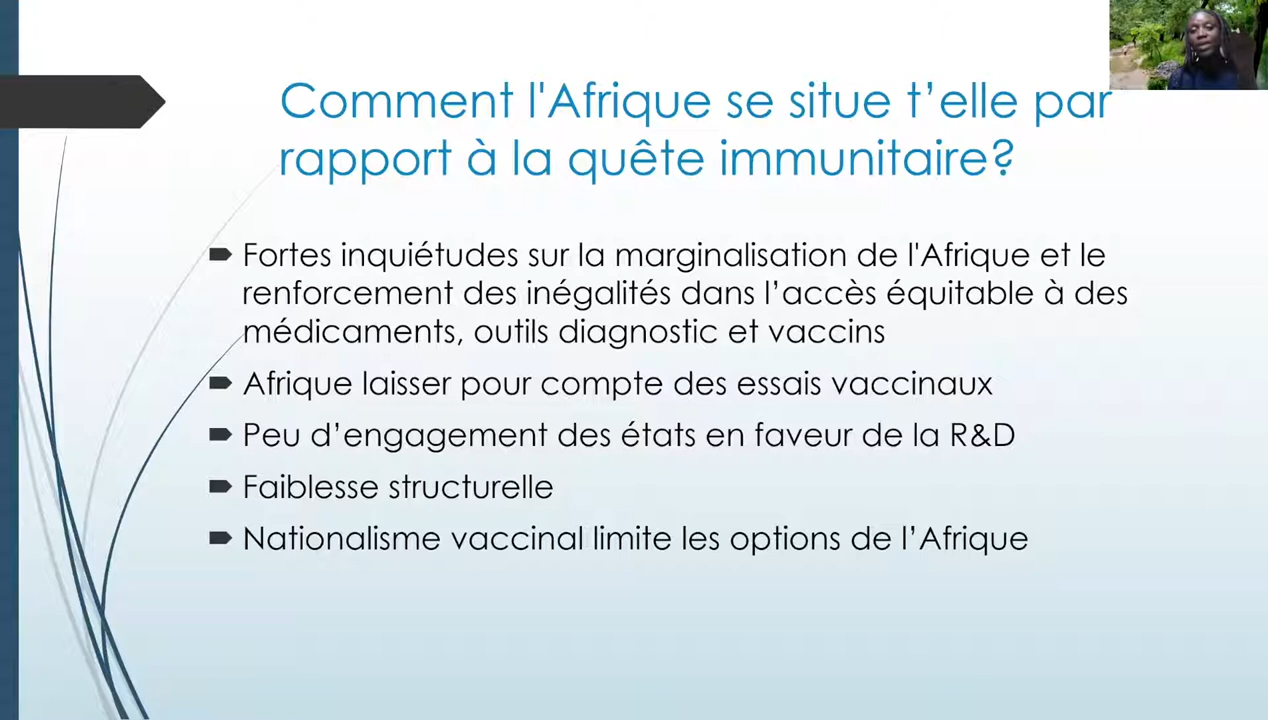 Comment l'Afrique se situe t’elle par
rapport à la quête immunitaire?
Fortes inquiétudes sur la marginalisation de l'Afrique et le
renforcement des inégalités dans l’accès équitable à des
médicaments, outils diagnostic et vaccins
Afrique laisser pour compte des essais vaccinaux
Peu d’engagement des états en faveur de la R&D
Faiblesse structurelle
Nationalisme vaccinal limite les options de l’Afrique